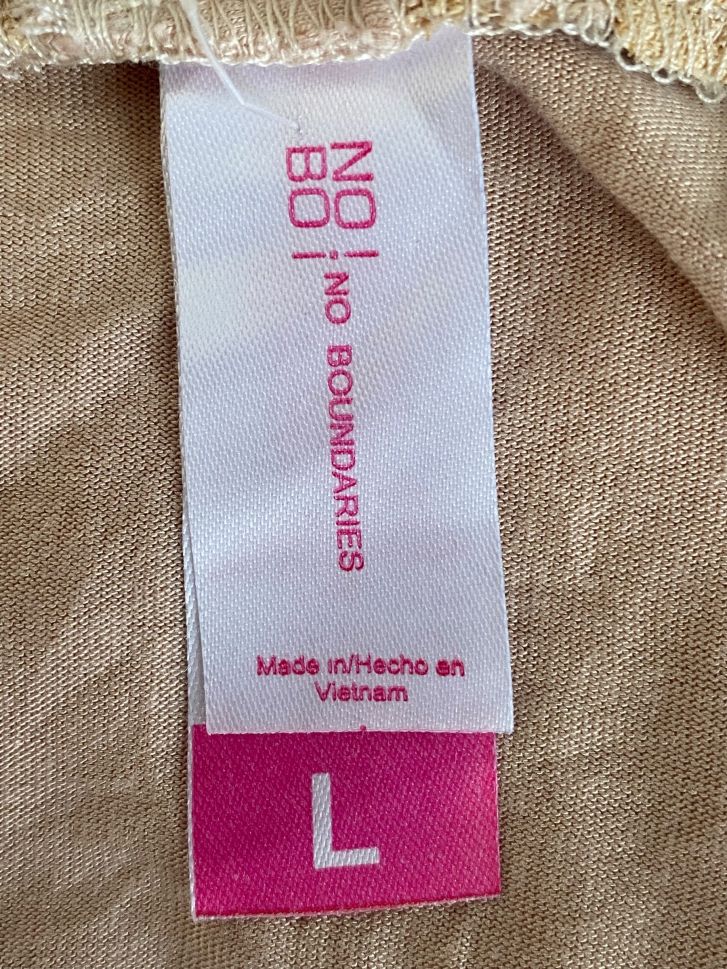 NO!
BO¡
NO BOUNDARIES
Made in/Hecho en
Vietnam
L